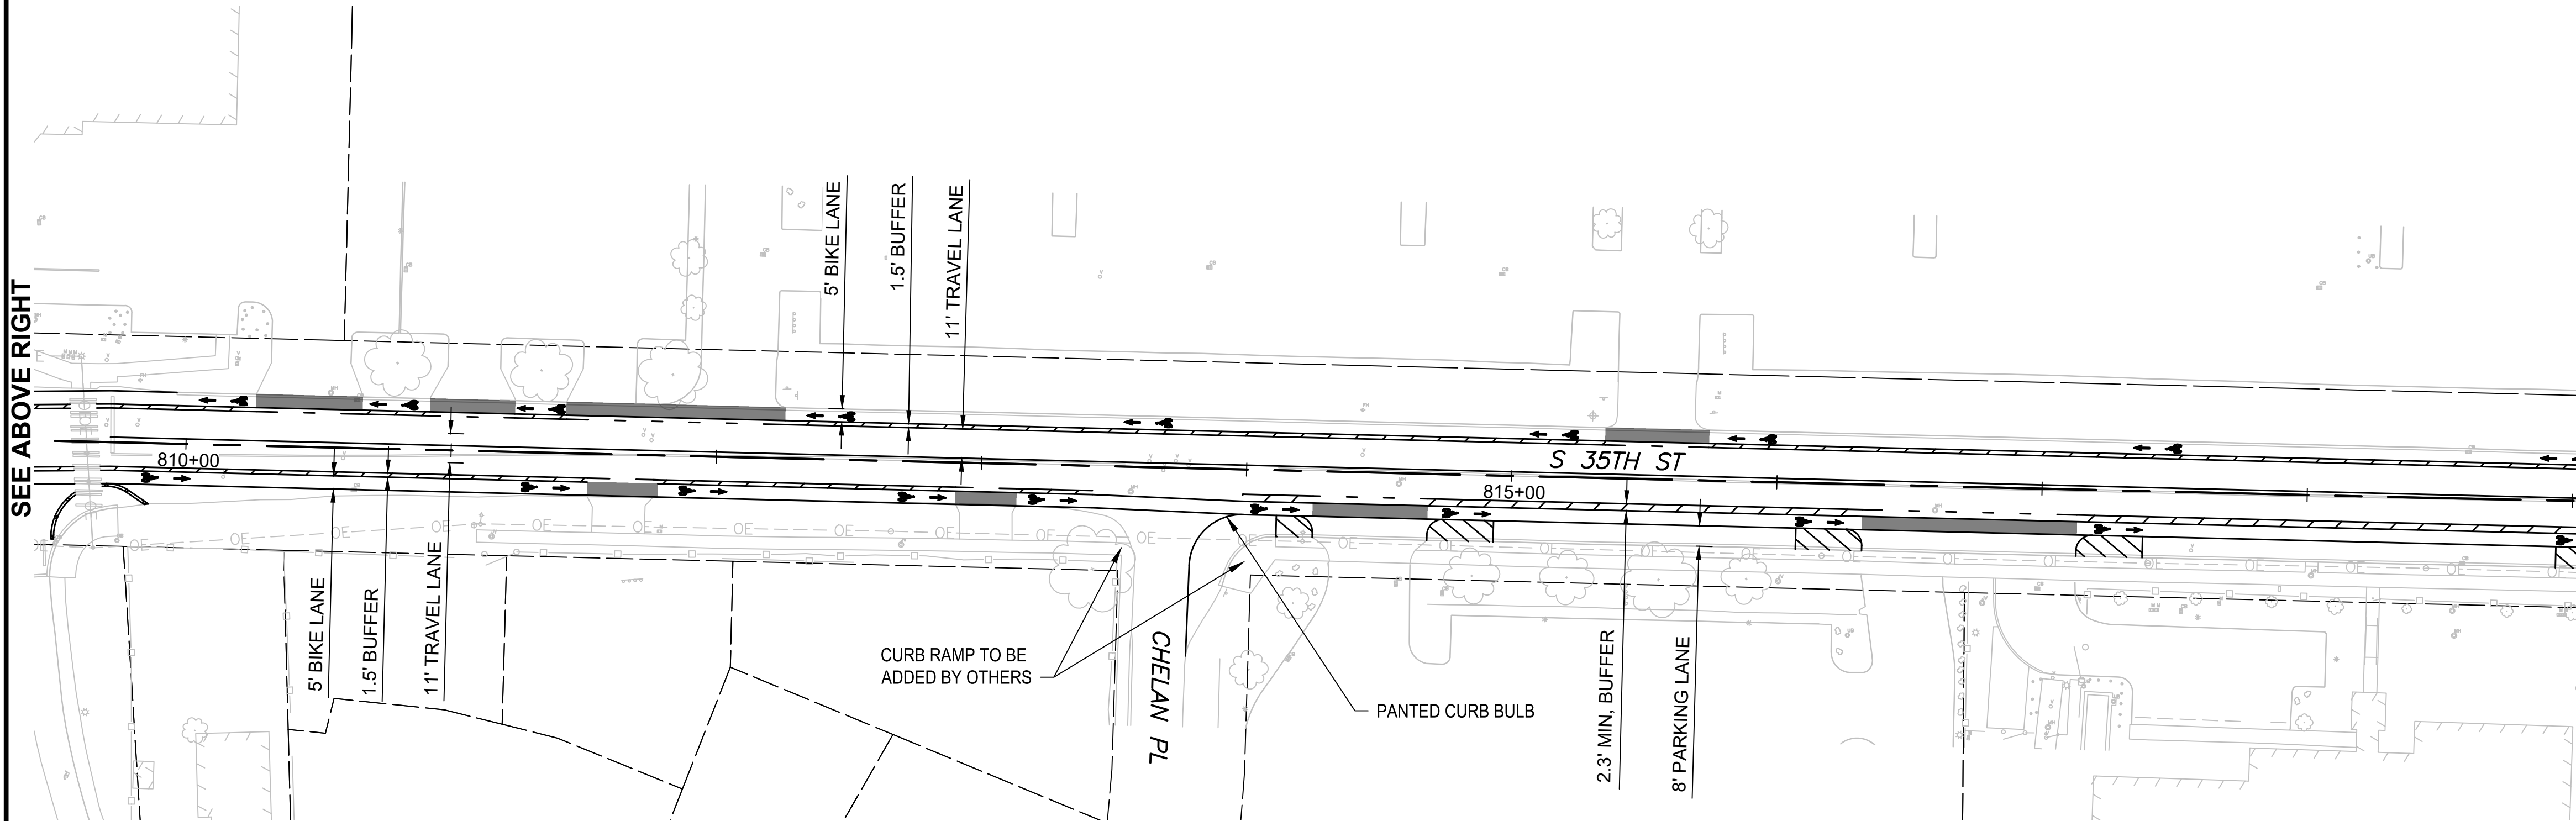 SEE ABOVE RIGHT
5' BIKE LANE
1.5' BUFFER
11' TRAVEL LANE
810+00
S 35TH ST
815+00
5' BIKE LANE
1.5' BUFFER
11' TRAVEL LANE
CURB RAMP TO BE
ADDED BY OTHERS
CHELAN PL
PANTED CURB BULB
2.3' MIN, BUFFER
8' PARKING LANE